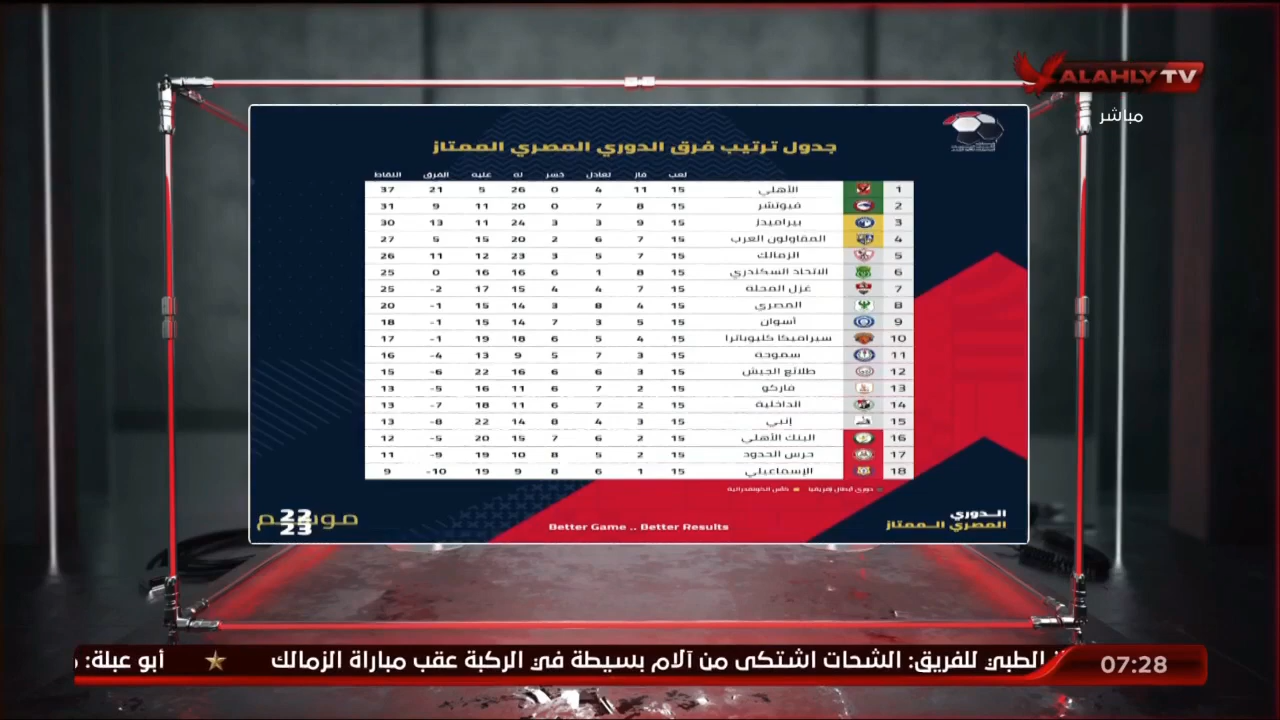 ALAHLY TV
مباشر
جدول ترتيب فرق الدوري المصري الممتاز
لعب فاز تعادل خسر له عليه الفرق النقاط
1 الأهلي 15 11 4 0 26 5 21 37
2 فيوتشر 15 8 7 0 20 11 9 31
3 بيراميدز 15 9 3 3 24 11 13 30
4 المقاولون العرب 15 7 6 2 20 15 5 27
5 الزمالك 15 7 5 3 23 12 11 26
6 الاتحاد السكندري 15 8 1 6 16 16 0 25
7 غزل المحله 15 7 4 4 15 17 -2 25
8 المصري 15 4 8 3 14 15 -1 20
9 أسوان 15 5 3 7 14 15 -1 18
10 سيراميكا كليوباترا 15 4 5 6 18 19 -1 17
11 سموحة 15 3 7 5 9 13 -4 16
12 طلائع الجيش 15 3 6 6 16 22 -6 15
13 فاركو 15 2 7 6 11 16 -5 13
14 الداخلية 15 2 7 6 11 18 -7 13
15 إنبي 15 3 4 8 14 22 -8 13
16 البنك الأهلي 15 2 6 7 15 20 -5 12
17 حرس الحدود 15 2 5 8 10 19 -9 11
18 الإسماعيلي 15 1 6 8 9 19 -10 9
دوري أبطال إفريقيا كأس الكونفدرالية
الدوري
المصري الممتاز
Better Game .. Better Results
موسم 22 23
الطبي للفريق: الشحات اشتكى من آلام بسيطة في الركبة عقب مباراة الزمالك أبو عبلة:
07:28